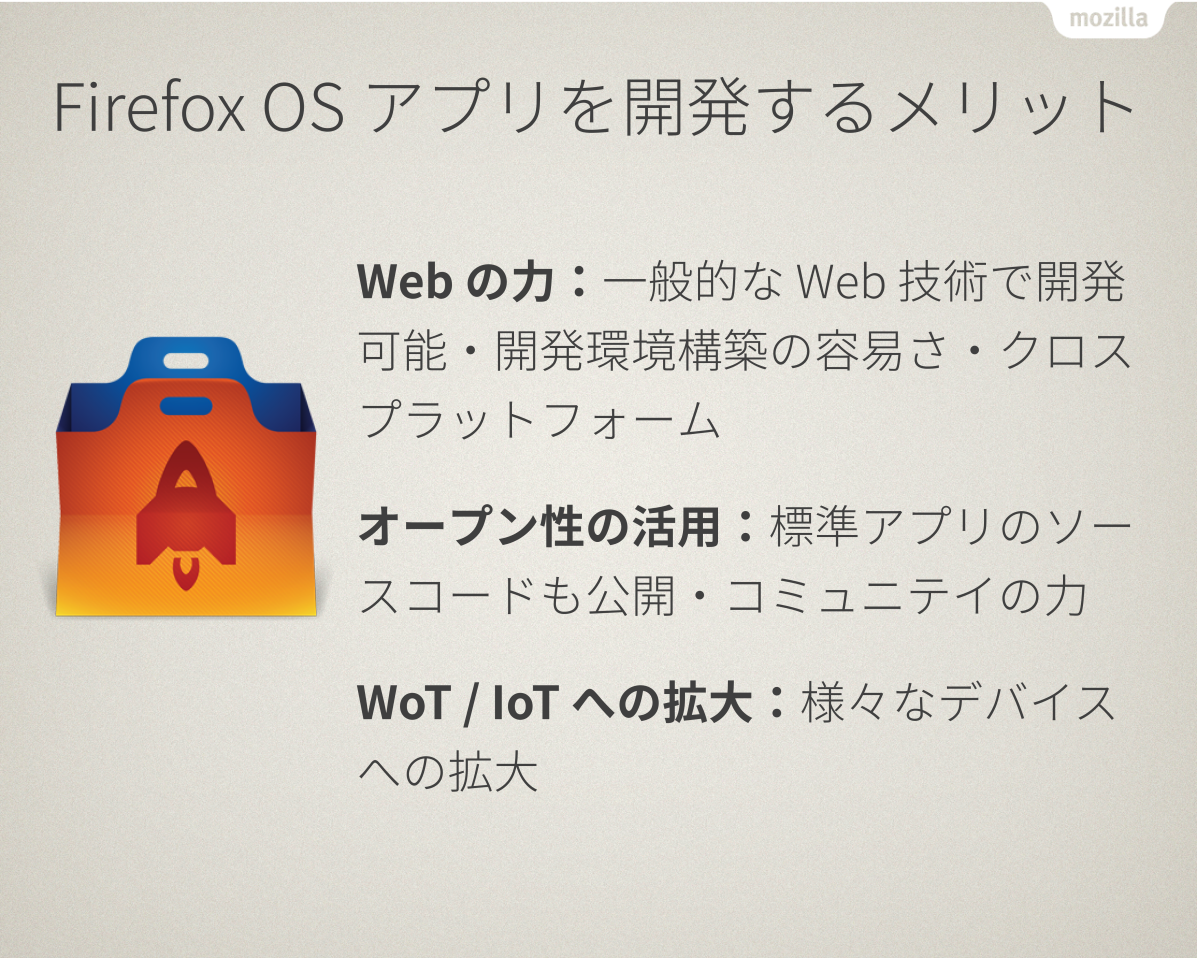 mozilla
Firefox OS アプリを開発するメリット
Web の力：一般的な Web 技術で開発
可能・開発環境構築の容易さ・クロス
プラットフォーム
オープン性の活用：標準アプリのソー
スコードも公開・コミュニテイの力
WoT / IoT への拡大：様々なデバイス
への拡大